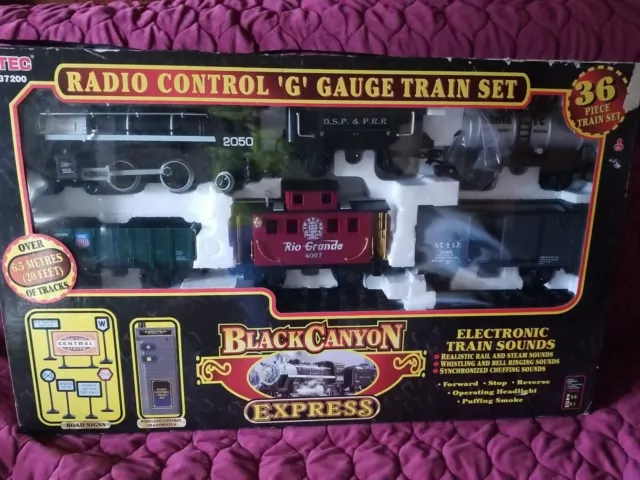 TEC
37200
RADIO CONTROL 'G' GAUGE TRAIN SET
36
PIECE
TRAIN SET
2050
D.S.P. & P.R.R
Rio Grande
4067
OVER
6.5 METRES
(20 FEET)
OF TRACKS
CENTRAL
W
ROAD SIGNS
BLACK CANYON
EXPRESS
ELECTRONIC
TRAIN SOUNDS
REALISTIC RAIL AND STEAM SOUNDS
WHISTLING AND BELL RINGING SOUNDS
SYNCHRONIZED CHUFFING SOUNDS
• Forward • Stop • Reverse
• Operating Headlight
• Puffing Smoke